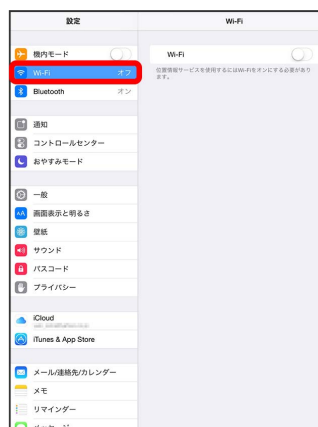 設定
Wi-Fi
機内モード
Wi-Fi オフ
Bluetooth オン
通知
コントロールセンター
おやすみモード
一般
画面表示と明るさ
壁紙
サウンド
パスコード
プライバシー
iCloud
iTunes & App Store
メール/連絡先/カレンダー
メモ
リマインダー
Wi-Fi
位置情報サービスを使用するにはWi-Fiをオンにする必要があり
ます。